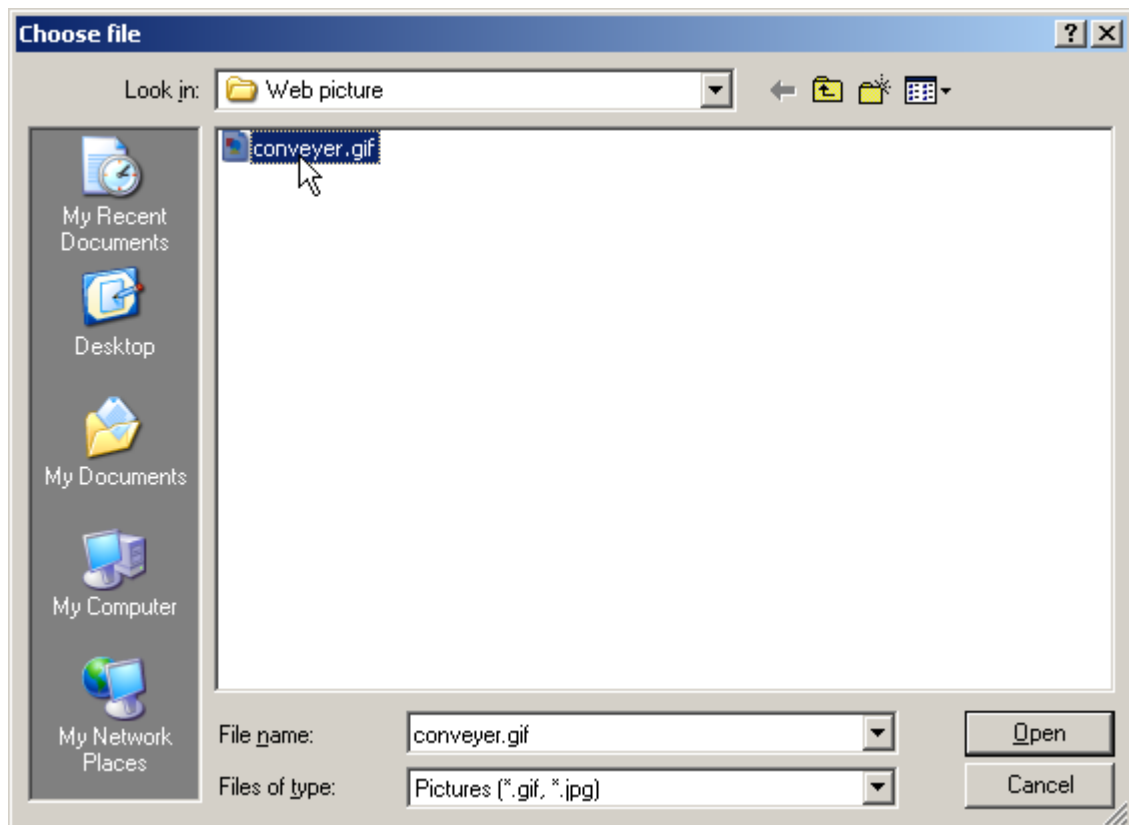 Choose file
Look in:
Web picture
conveyer.gif
My Recent
Documents
Desktop
My Documents
My Computer
My Network
Places
File name:
conveyer.gif
Open
Files of type:
Pictures (*.gif, *.jpg)
Cancel